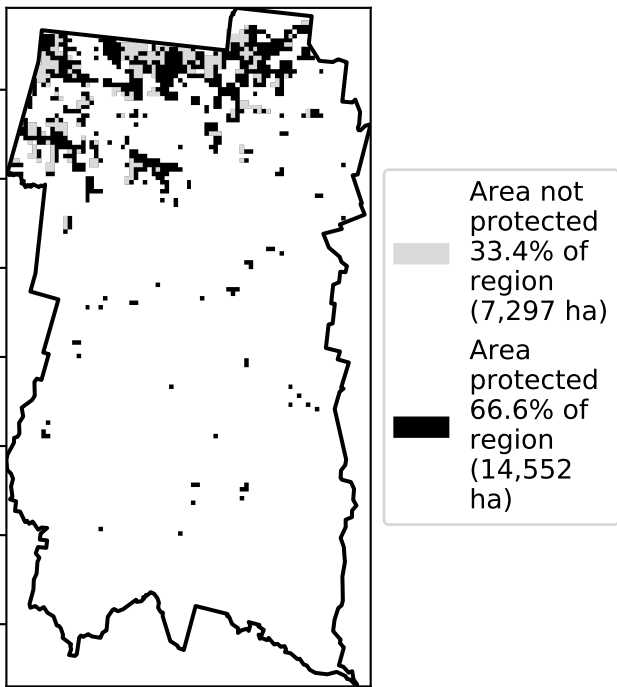 Area not
protected
33.4% of
region
(7,297 ha)
Area
protected
66.6% of
region
(14,552
ha)